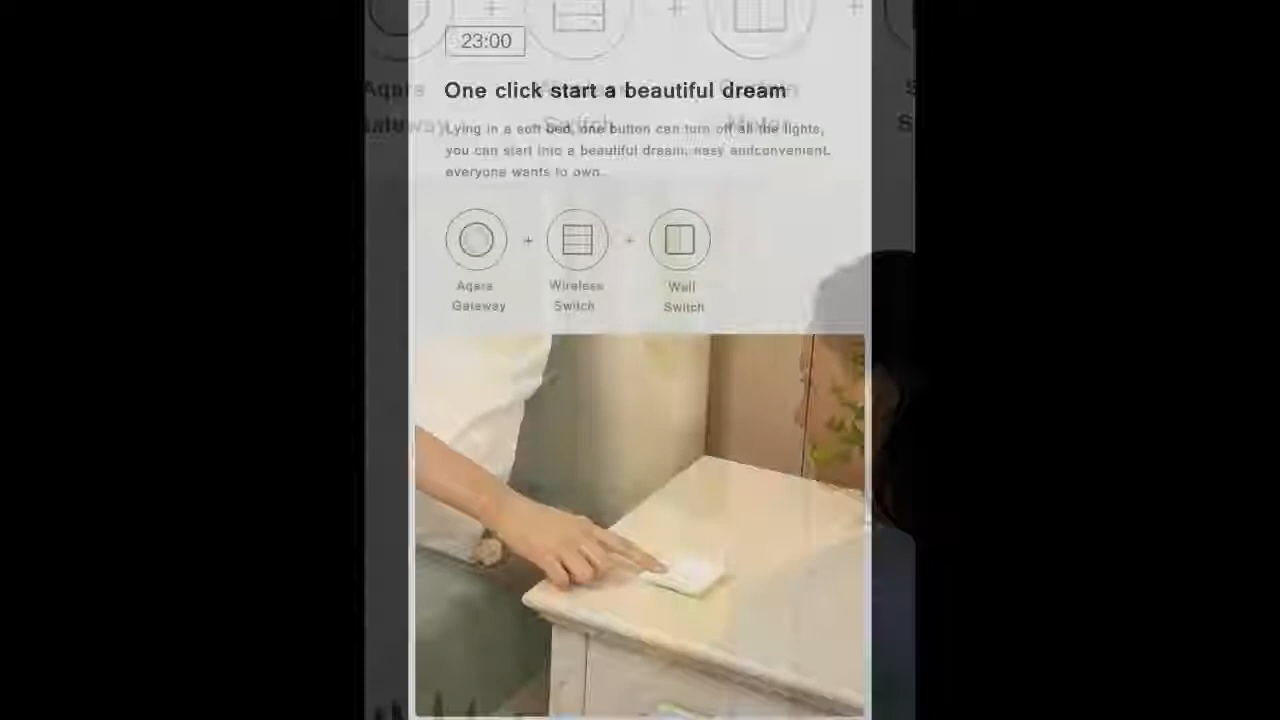 23:00
One click start a beautiful dream
Lying in a soft bed, one button can turn off all the lights,
you can start into a beautiful dream, easy andconvenient.
everyone wants to own.
+ +
Aqara Wireless Wall
Gateway Switch Switch